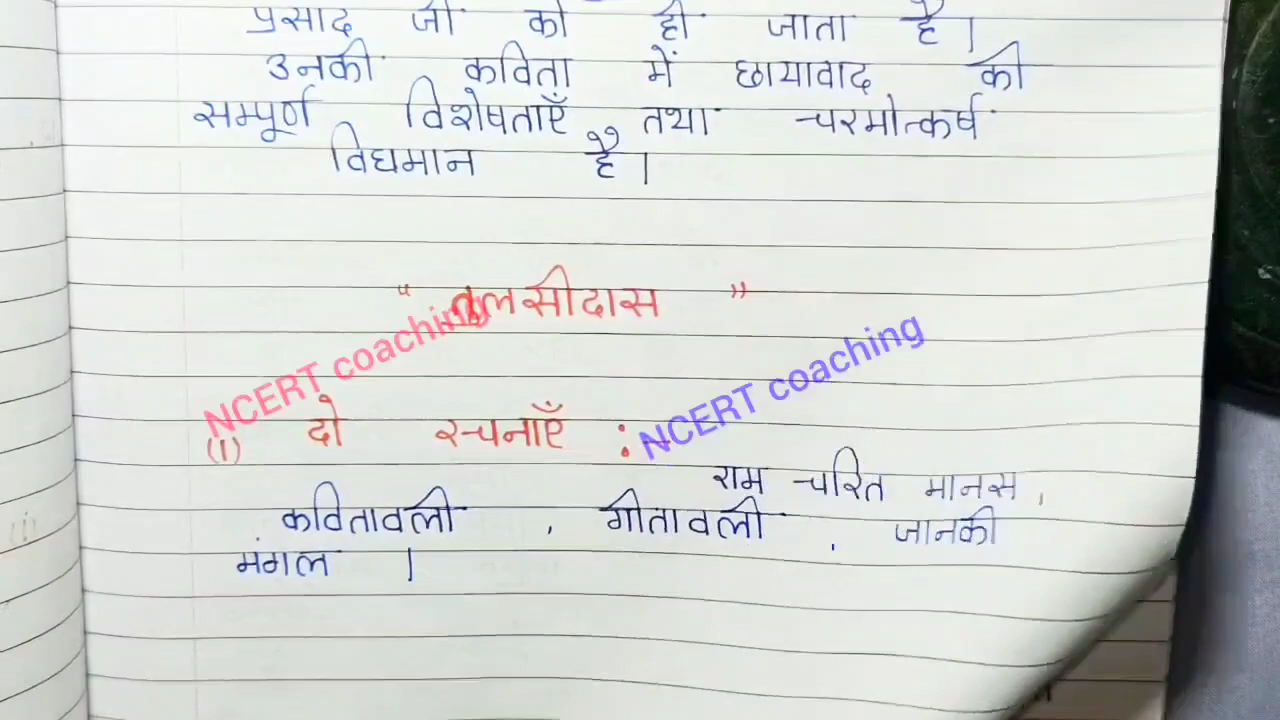 प्रसाद जी को ही जाता है।
उनकी कविता में छायावाद की
सम्पूर्ण विशेषताएँ तथा चरमोत्कर्ष
विद्यमान है।
“ तुलसीदास ”
NCERT coaching
NCERT coaching
(1) दो रचनाएँ :
राम चरित मानस,
कवितावली , गीतावली , जानकी
मंगल ।